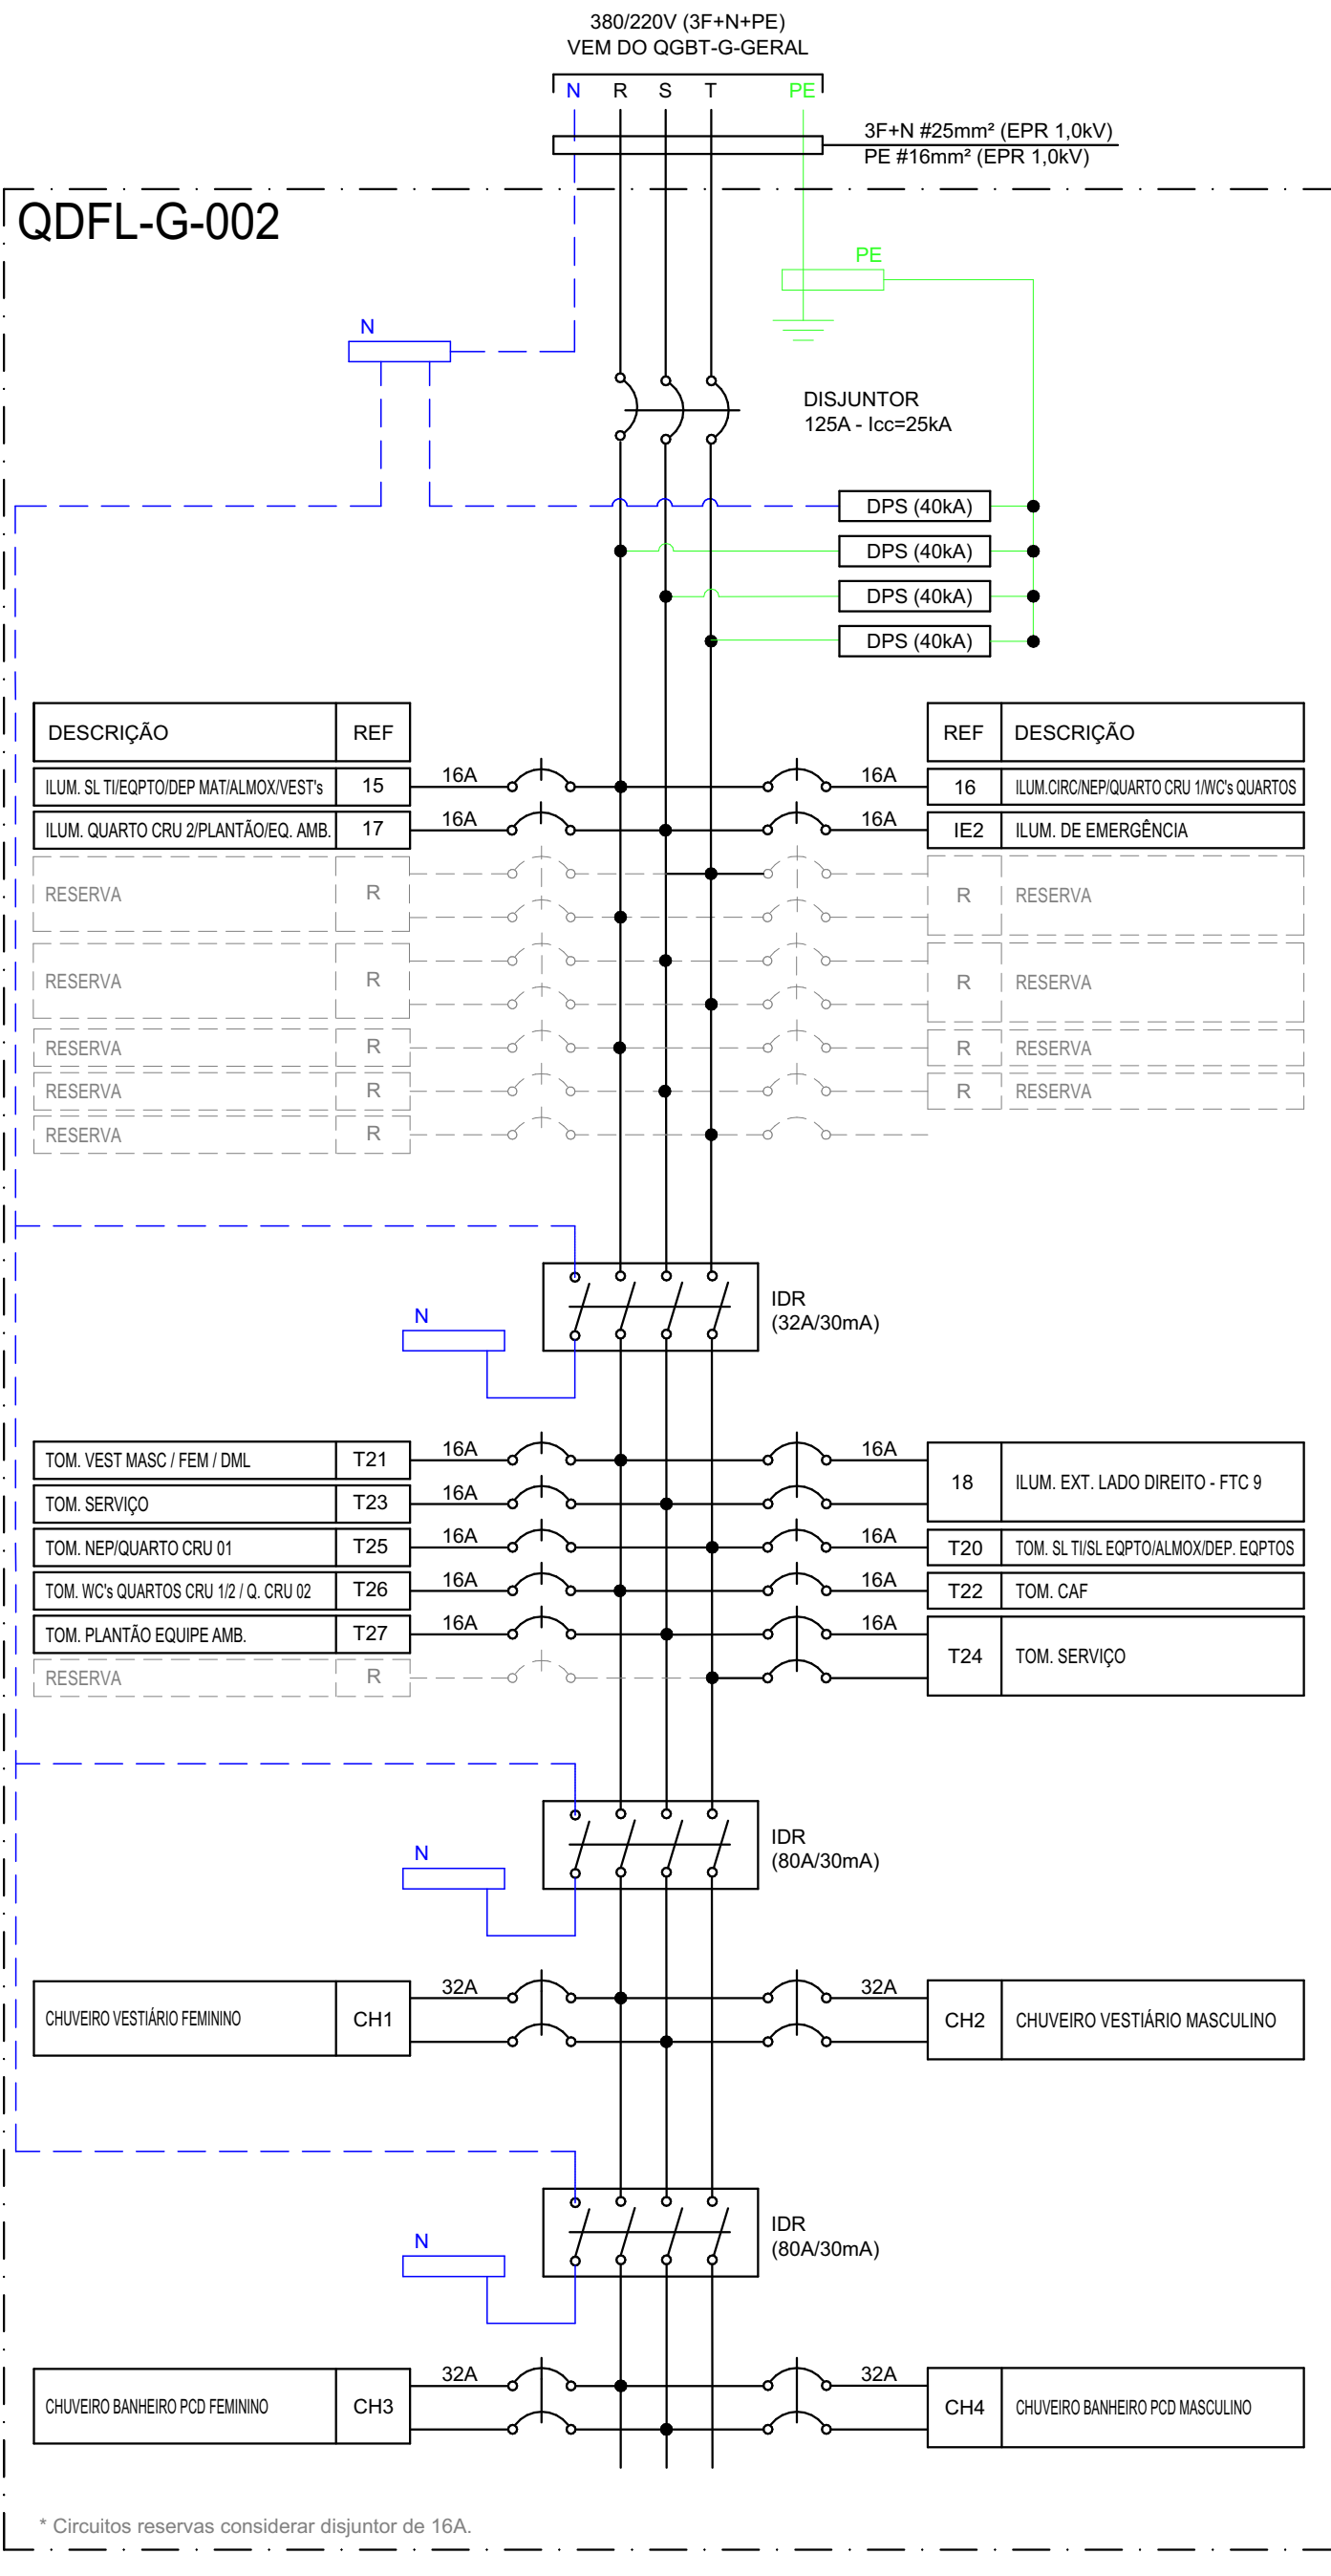 380/220V (3F+N+PE)
VEM DO QGBT-G-GERAL
N R S T PE
3F+N #25mm² (EPR 1,0kV)
PE #16mm² (EPR 1,0kV)
QDFL-G-002
PE
N
DISJUNTOR
125A - Icc=25kA
DPS (40kA)
DPS (40kA)
DPS (40kA)
DPS (40kA)
DESCRIÇÃO REF REF DESCRIÇÃO
ILUM. SL TI/EQPTO/DEP MAT/ALMOX/VEST's 15 16A 16A 16 ILUM.CIRC/NEP/QUARTO CRU 1/WC's QUARTOS
ILUM. QUARTO CRU 2/PLANTÃO/EQ. AMB. 17 16A 16A IE2 ILUM. DE EMERGÊNCIA
RESERVA R R RESERVA
RESERVA R R RESERVA
RESERVA R R RESERVA
RESERVA R R RESERVA
RESERVA R
IDR
(32A/30mA)
N
TOM. VEST MASC / FEM / DML T21 16A 16A 18 ILUM. EXT. LADO DIREITO - FTC 9
TOM. SERVIÇO T23 16A
TOM. NEP/QUARTO CRU 01 T25 16A 16A T20 TOM. SL TI/SL EQPTO/ALMOX/DEP. EQPTOS
TOM. WC's QUARTOS CRU 1/2 / Q. CRU 02 T26 16A 16A T22 TOM. CAF
TOM. PLANTÃO EQUIPE AMB. T27 16A 16A T24 TOM. SERVIÇO
RESERVA R
IDR
(80A/30mA)
N
CHUVEIRO VESTIÁRIO FEMININO CH1 32A 32A CH2 CHUVEIRO VESTIÁRIO MASCULINO
IDR
(80A/30mA)
N
CHUVEIRO BANHEIRO PCD FEMININO CH3 32A 32A CH4 CHUVEIRO BANHEIRO PCD MASCULINO
* Circuitos reservas considerar disjuntor de 16A.